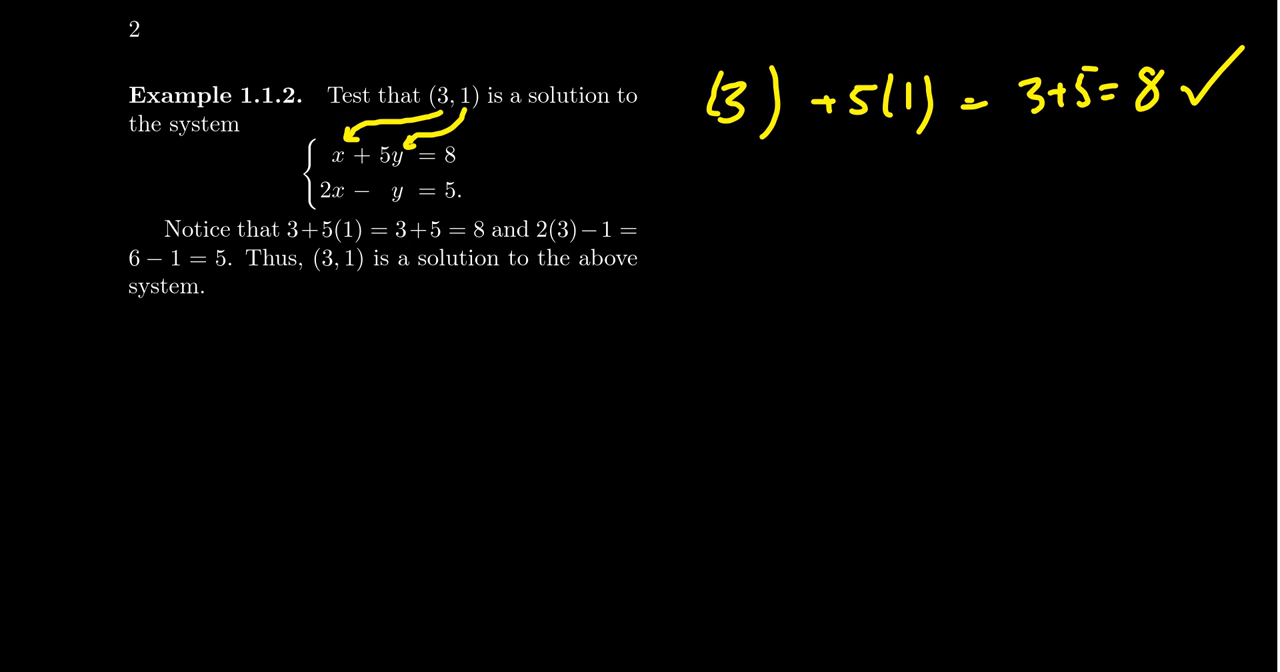 2
Example 1.1.2. Test that (3, 1) is a solution to
the system
x + 5y = 8
2x − y = 5.
Notice that 3+5(1) = 3+5 = 8 and 2(3)−1 =
6 − 1 = 5. Thus, (3, 1) is a solution to the above
system.
(3) + 5(1) = 3+5 = 8 ✓